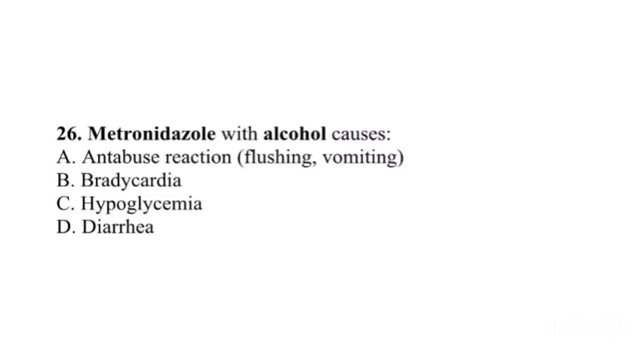 26. Metronidazole with alcohol causes:
A. Antabuse reaction (flushing, vomiting)
B. Bradycardia
C. Hypoglycemia
D. Diarrhea